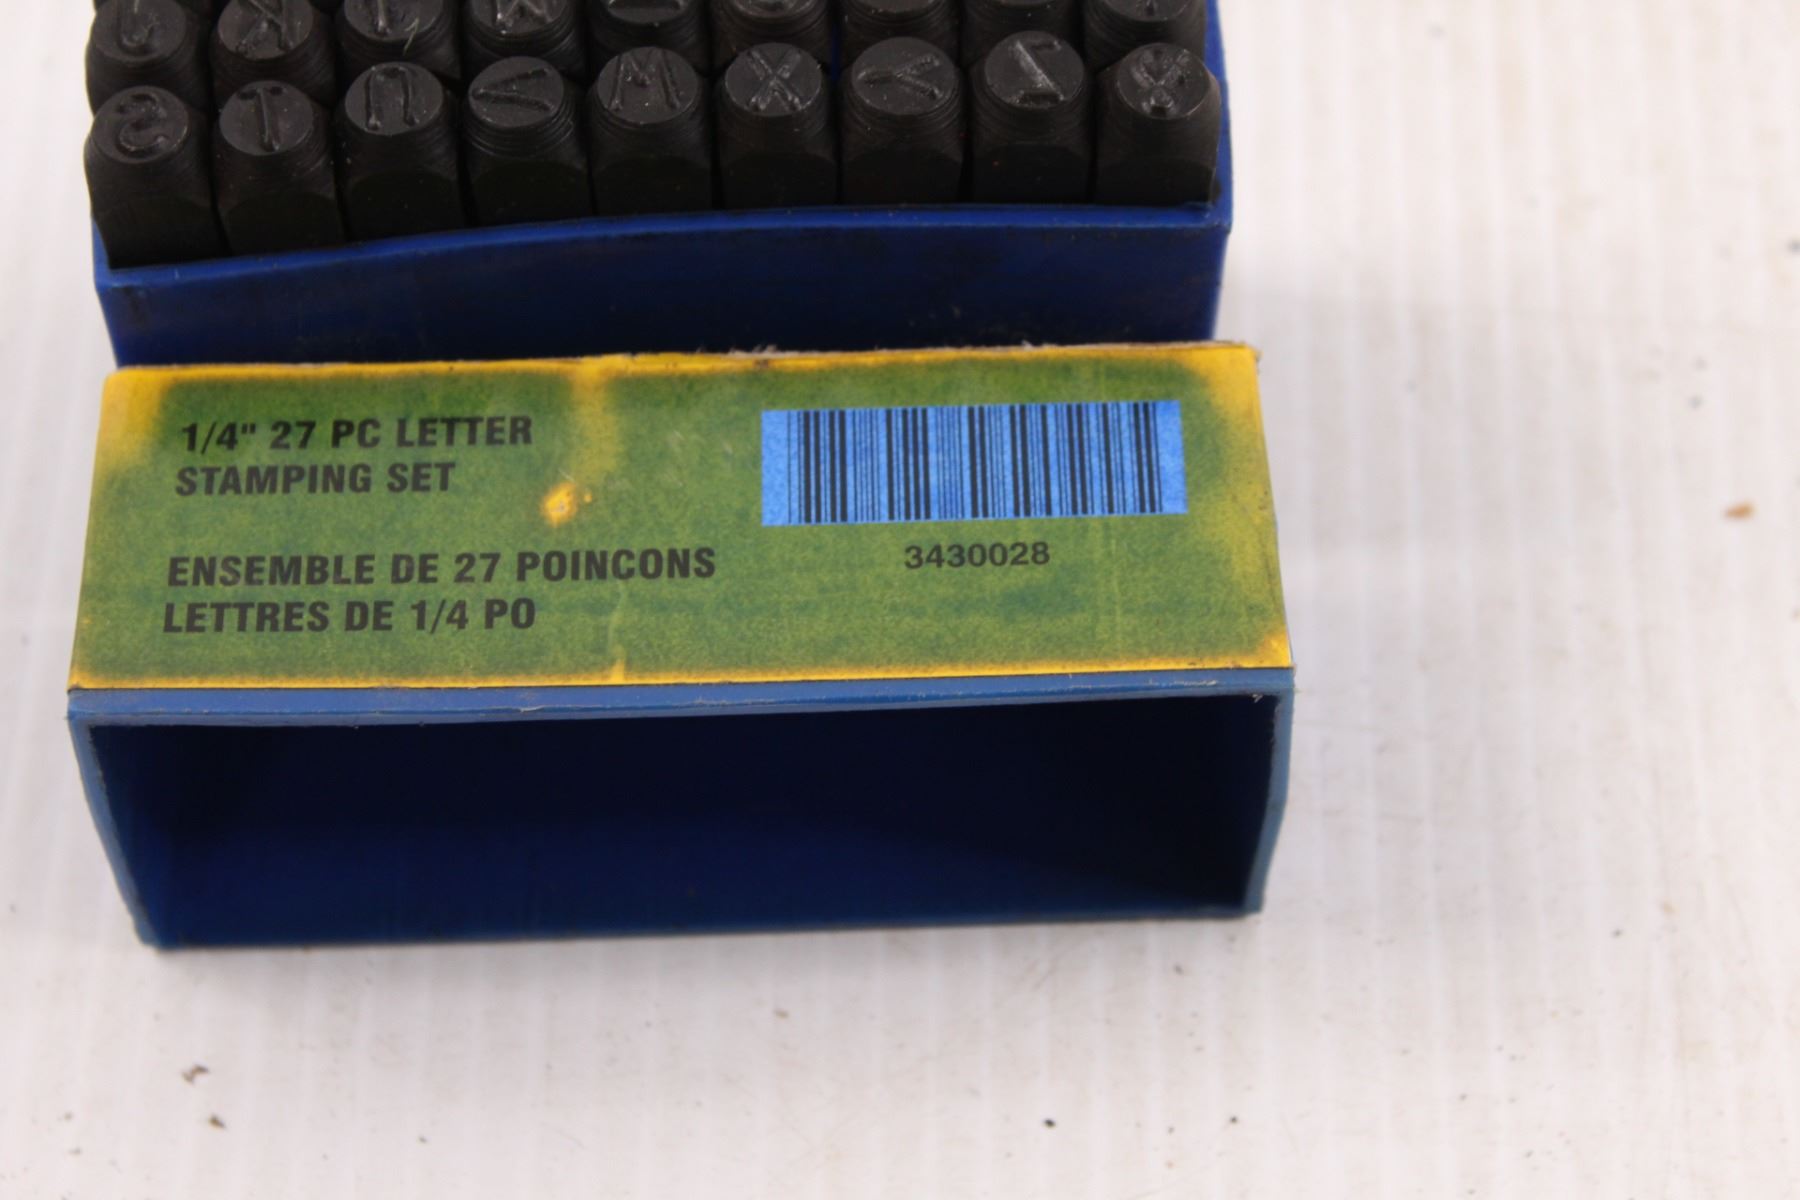 S T U V W X Y Z &
1/4" 27 PC LETTER
STAMPING SET
ENSEMBLE DE 27 POINCONS
LETTRES DE 1/4 PO
3430028